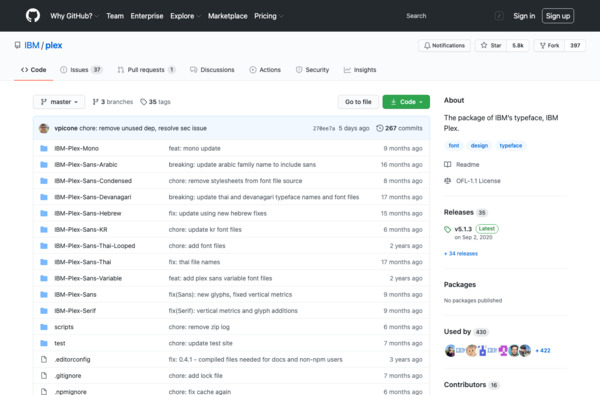 Why GitHub? Team Enterprise Explore Marketplace Pricing Search / Sign in Sign up
IBM / plex Notifications Star 5.8k Fork 397
Code Issues 37 Pull requests 1 Discussions Actions Security Insights
master 3 branches 35 tags Go to file Code
About
The package of IBM's typeface, IBM Plex.
font design typeface
Readme
OFL-1.1 License
vpicone chore: remove unused dep, resolve sec issue 270ee7a 5 days ago 267 commits
IBM-Plex-Mono feat: mono update 9 months ago
IBM-Plex-Sans-Arabic breaking: update arabic family name to include sans 16 months ago
IBM-Plex-Sans-Condensed chore: remove stylesheets from font file source 8 months ago
IBM-Plex-Sans-Devanagari breaking: update thai and devanagari typeface names and font files 17 months ago
IBM-Plex-Sans-Hebrew fix: update using new hebrew fixes 15 months ago
IBM-Plex-Sans-KR chore: update kr font files 6 months ago
IBM-Plex-Sans-Thai-Looped chore: add font files 2 years ago
IBM-Plex-Sans-Thai fix: thai file names 17 months ago
IBM-Plex-Sans-Variable feat: add plex sans variable font files 2 years ago
IBM-Plex-Sans fix(Sans): new glyphs, fixed vertical metrics 9 months ago
IBM-Plex-Serif fix(Serif): vertical metrics and glyph additions 9 months ago
scripts chore: remove zip log 6 months ago
test chore: update test site 7 months ago
.editorconfig fix: 0.4.1 – compiled files needed for docs and non-npm users 3 years ago
.gitignore chore: add lock file 7 months ago
.npmignore chore: fix cache again 6 months ago
Releases 35
v5.1.3 Latest
on Sep 2, 2020
+ 34 releases
Packages
No packages published
Used by 430
+ 422
Contributors 16